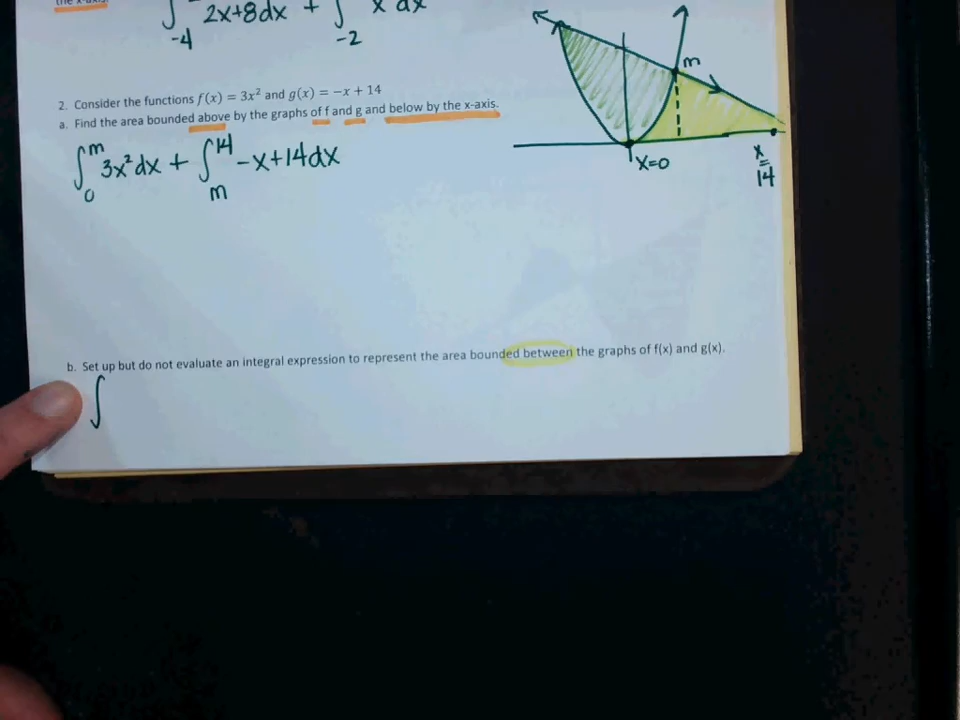 the x-axis.
∫₋₄ 2x+8dx + ∫₋₂ x dx
2. Consider the functions f(x) = 3x² and g(x) = −x + 14
a. Find the area bounded above by the graphs of f and g and below by the x-axis.
∫₀ᵐ 3x²dx + ∫ₘ¹⁴ -x+14dx
m
x=0
x
=
14
b. Set up but do not evaluate an integral expression to represent the area bounded between the graphs of f(x) and g(x).
∫